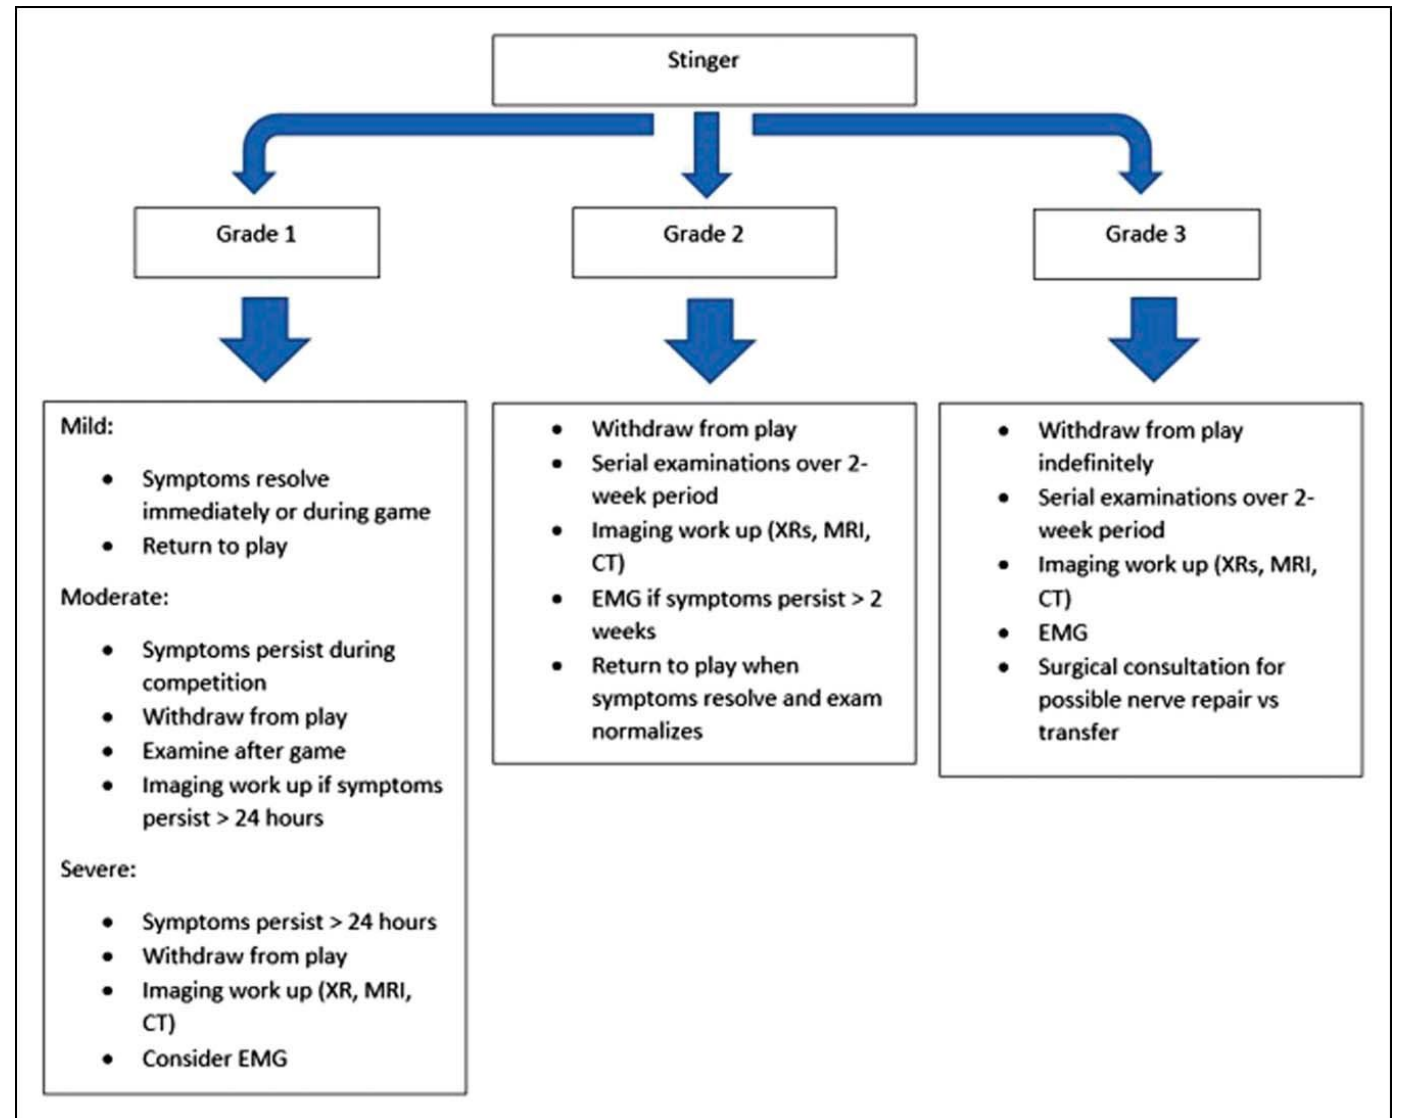 Stinger
Grade 1
Grade 2
Grade 3
Mild:
• Symptoms resolve
immediately or during game
• Return to play
Moderate:
• Symptoms persist during
competition
• Withdraw from play
• Examine after game
• Imaging work up if symptoms
persist > 24 hours
Severe:
• Symptoms persist > 24 hours
• Withdraw from play
• Imaging work up (XR, MRI,
CT)
• Consider EMG
• Withdraw from play
• Serial examinations over 2-
week period
• Imaging work up (XRs, MRI,
CT)
• EMG if symptoms persist > 2
weeks
• Return to play when
symptoms resolve and exam
normalizes
• Withdraw from play
indefinitely
• Serial examinations over 2-
week period
• Imaging work up (XRs, MRI,
CT)
• EMG
• Surgical consultation for
possible nerve repair vs
transfer